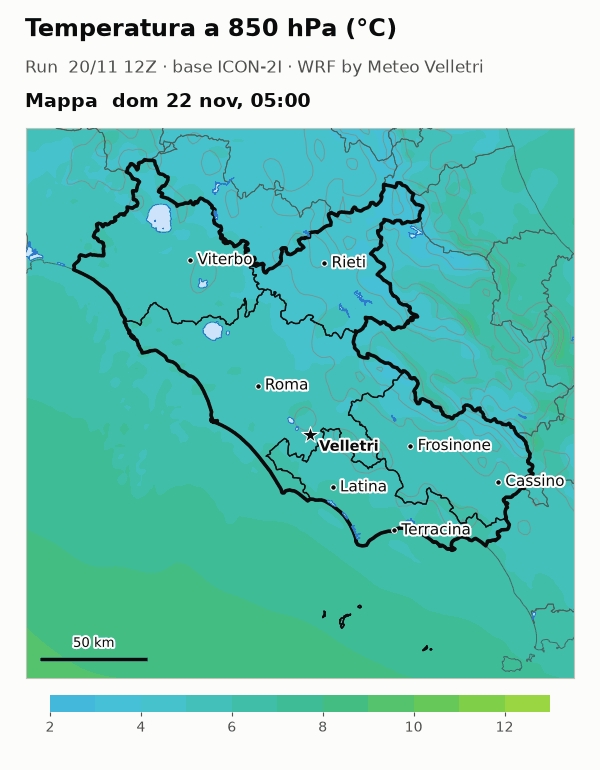 Temperatura a 850 hPa (°C)
Run  20/11 12Z · base ICON-2I · WRF by Meteo Velletri
Mappa  dom 22 nov, 05:00
Viterbo
Rieti
Roma
Velletri
Frosinone
Latina
Cassino
Terracina
50 km
2 4 6 8 10 12